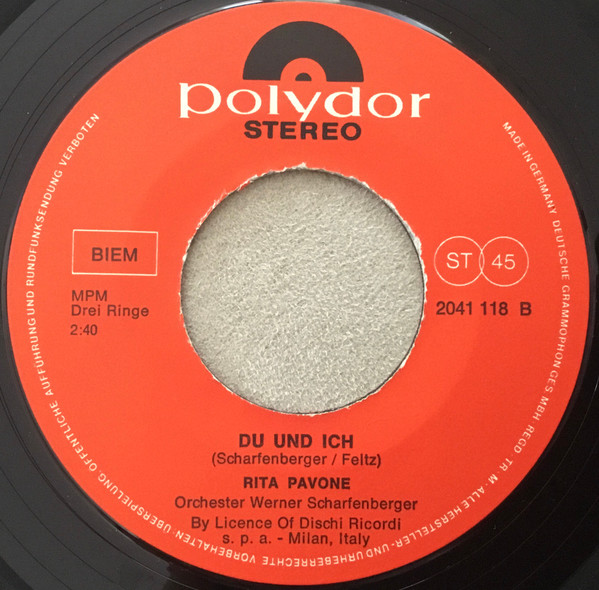 polydor
STEREO
BIEM
MPM
Drei Ringe
2:40
ST 45
2041 118 B
DU UND ICH
(Scharfenberger / Feltz)
RITA PAVONE
Orchester Werner Scharfenberger
By Licence Of Dischi Ricordi
s. p. a. - Milan, Italy
MADE IN GERMANY DEUTSCHE GRAMMOPHON GES MBH. REGD. TR. M. · ALLE HERSTELLER- UND URHEBERRECHTE VORBEHALTEN. ÜBERSPIELUNG, ÖFFENTLICHE AUFFÜHRUNG UND RUNDFUNKSENDUNG VERBOTEN